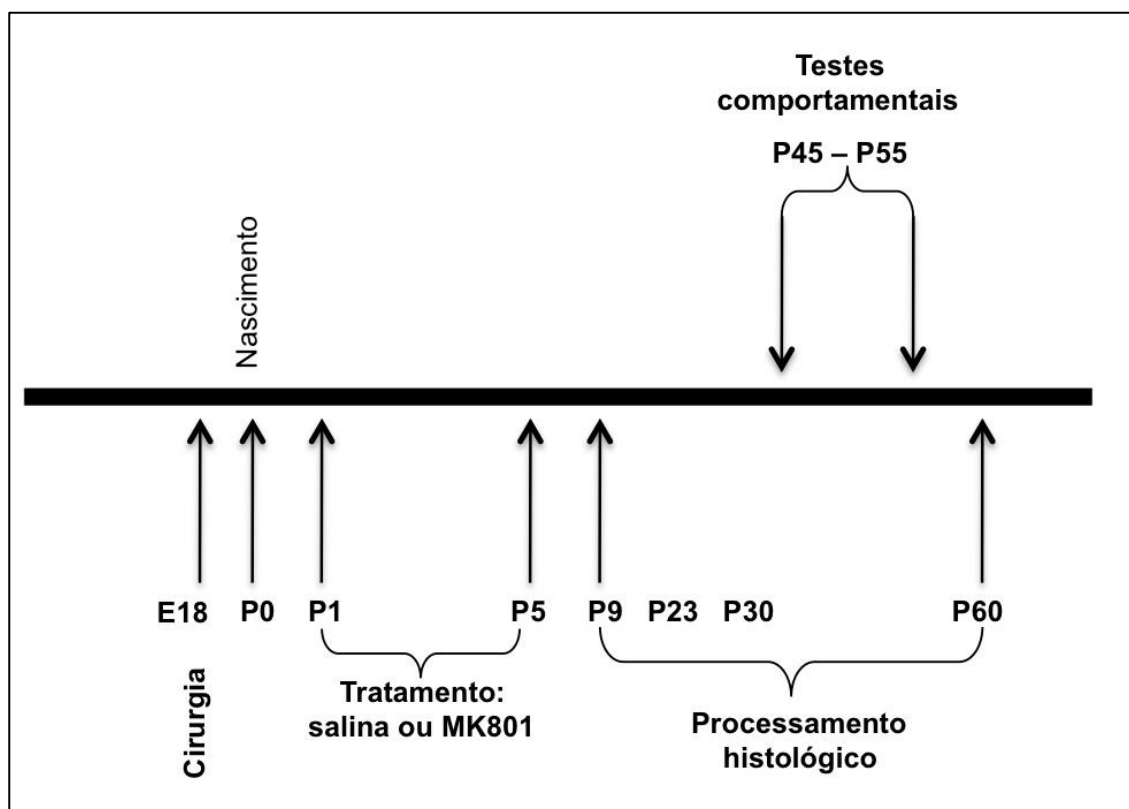 Testes
comportamentais
P45 – P55
Nascimento
E18 P0 P1 P5 P9 P23 P30 P60
Cirurgia
Tratamento:
salina ou MK801
Processamento
histológico